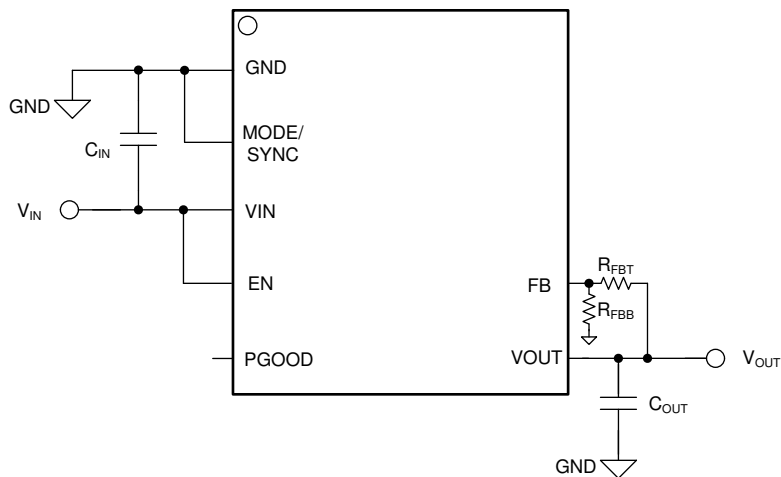 GND
GND
MODE/
SYNC
C_IN
V_IN
VIN
EN
FB
R_FBT
R_FBB
PGOOD
VOUT
V_OUT
C_OUT
GND